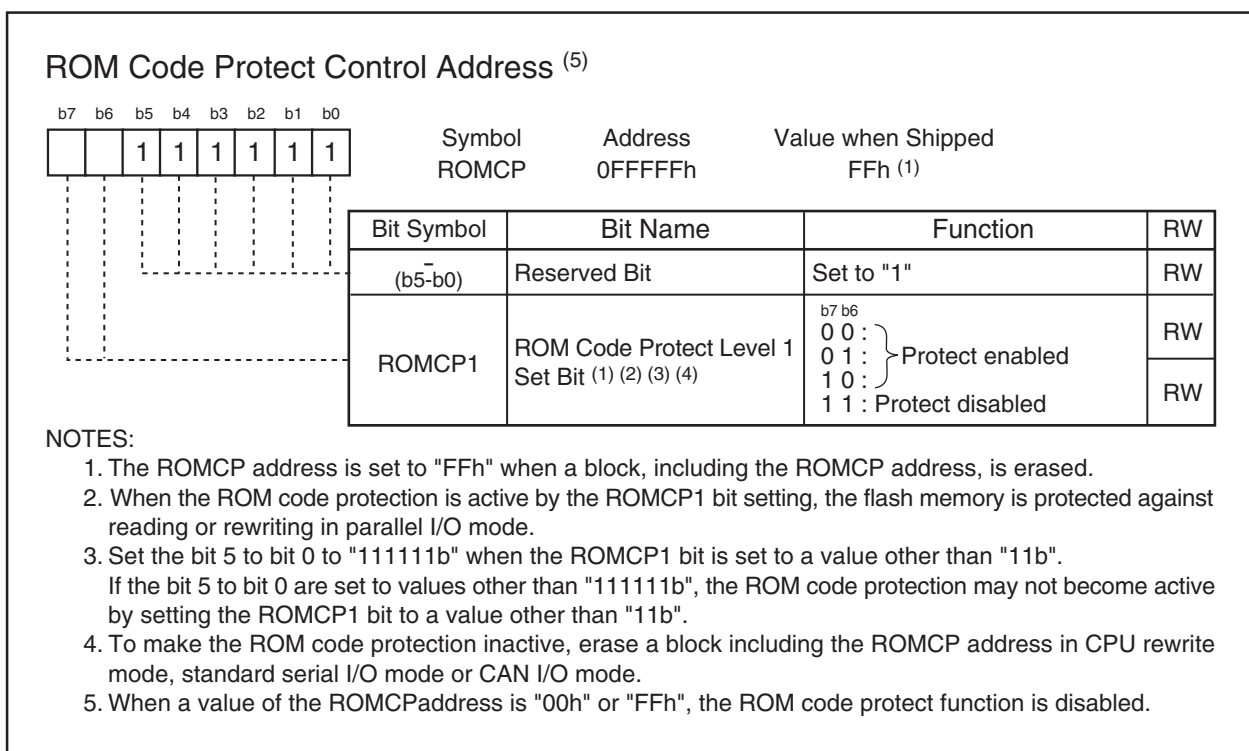 ROM Code Protect Control Address (5)
b7 b6 b5 b4 b3 b2 b1 b0
1 1 1 1 1 1
Symbol Address Value when Shipped
ROMCP 0FFFFFh FFh (1)
Bit Symbol Bit Name Function RW
–
(b5-b0) Reserved Bit Set to "1" RW
ROMCP1 ROM Code Protect Level 1
Set Bit (1) (2) (3) (4)
b7 b6
0 0 :
0 1 : Protect enabled
1 0 :
1 1 : Protect disabled
RW
RW
NOTES:
1. The ROMCP address is set to "FFh" when a block, including the ROMCP address, is erased.
2. When the ROM code protection is active by the ROMCP1 bit setting, the flash memory is protected against
reading or rewriting in parallel I/O mode.
3. Set the bit 5 to bit 0 to "111111b" when the ROMCP1 bit is set to a value other than "11b".
If the bit 5 to bit 0 are set to values other than "111111b", the ROM code protection may not become active
by setting the ROMCP1 bit to a value other than "11b".
4. To make the ROM code protection inactive, erase a block including the ROMCP address in CPU rewrite
mode, standard serial I/O mode or CAN I/O mode.
5. When a value of the ROMCPaddress is "00h" or "FFh", the ROM code protect function is disabled.